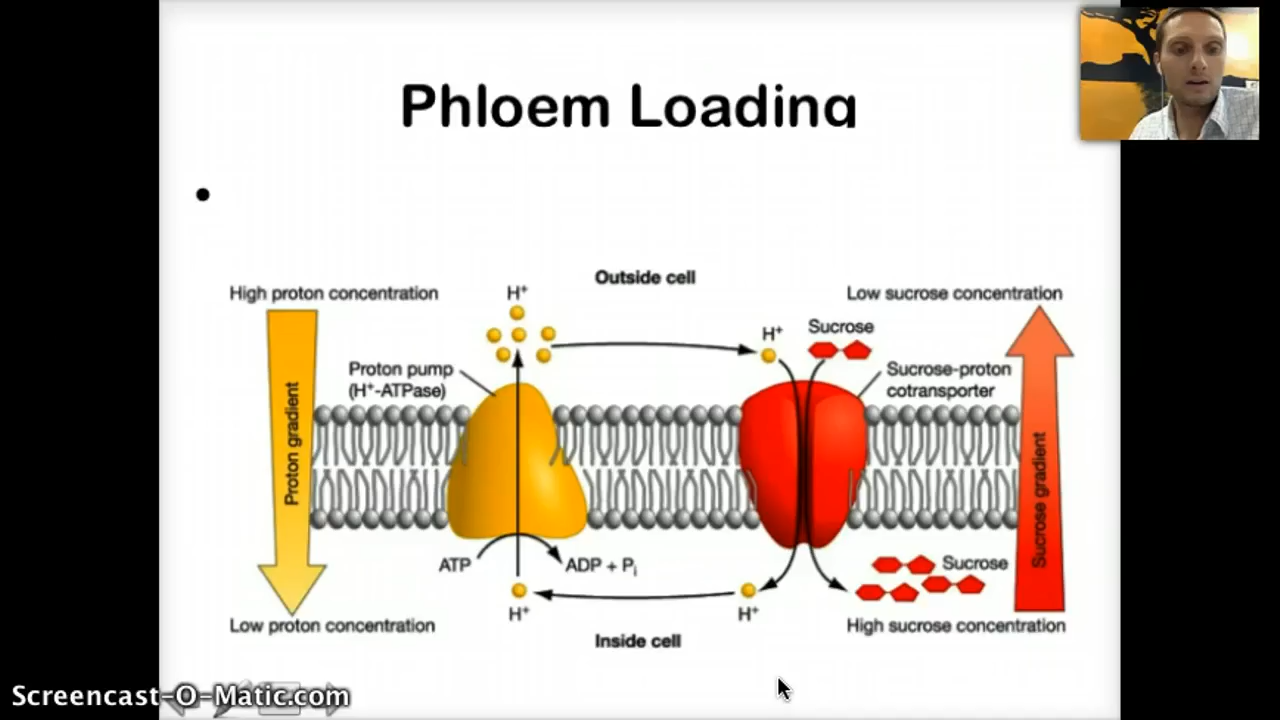 Phloem Loading
•
Outside cell
High proton concentration
H⁺
Low sucrose concentration
H⁺
Sucrose
Proton pump
(H⁺-ATPase)
Sucrose-proton
cotransporter
Proton gradient
Sucrose gradient
ATP
ADP + Pᵢ
Sucrose
H⁺
H⁺
Low proton concentration
High sucrose concentration
Inside cell
Screencast-O-Matic.com